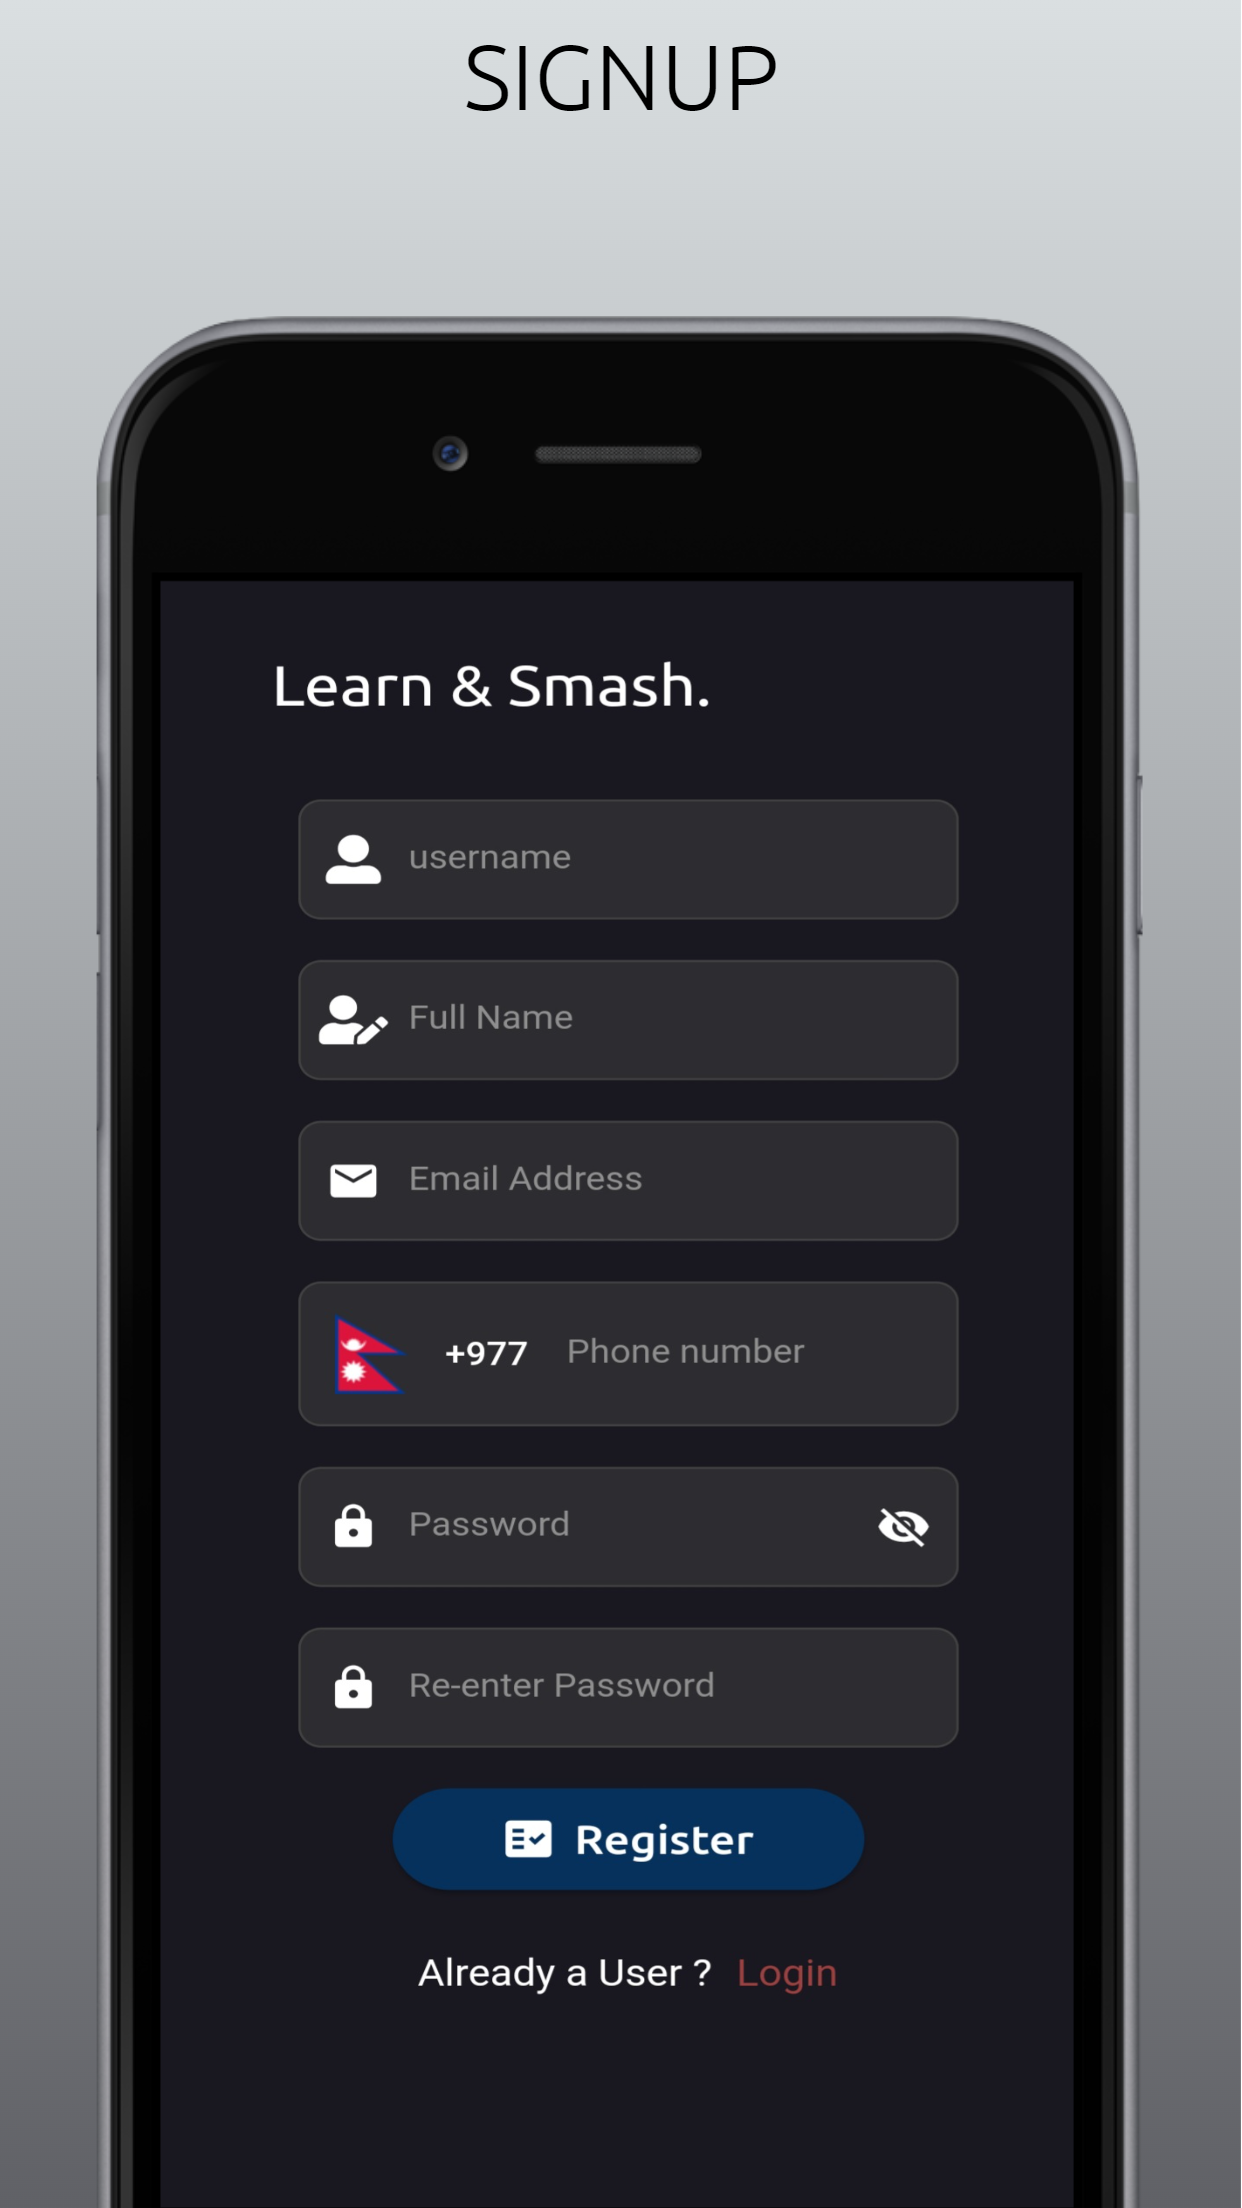 SIGNUP
Learn & Smash.
username
Full Name
Email Address
+977 Phone number
Password
Re-enter Password
Register
Already a User ? Login